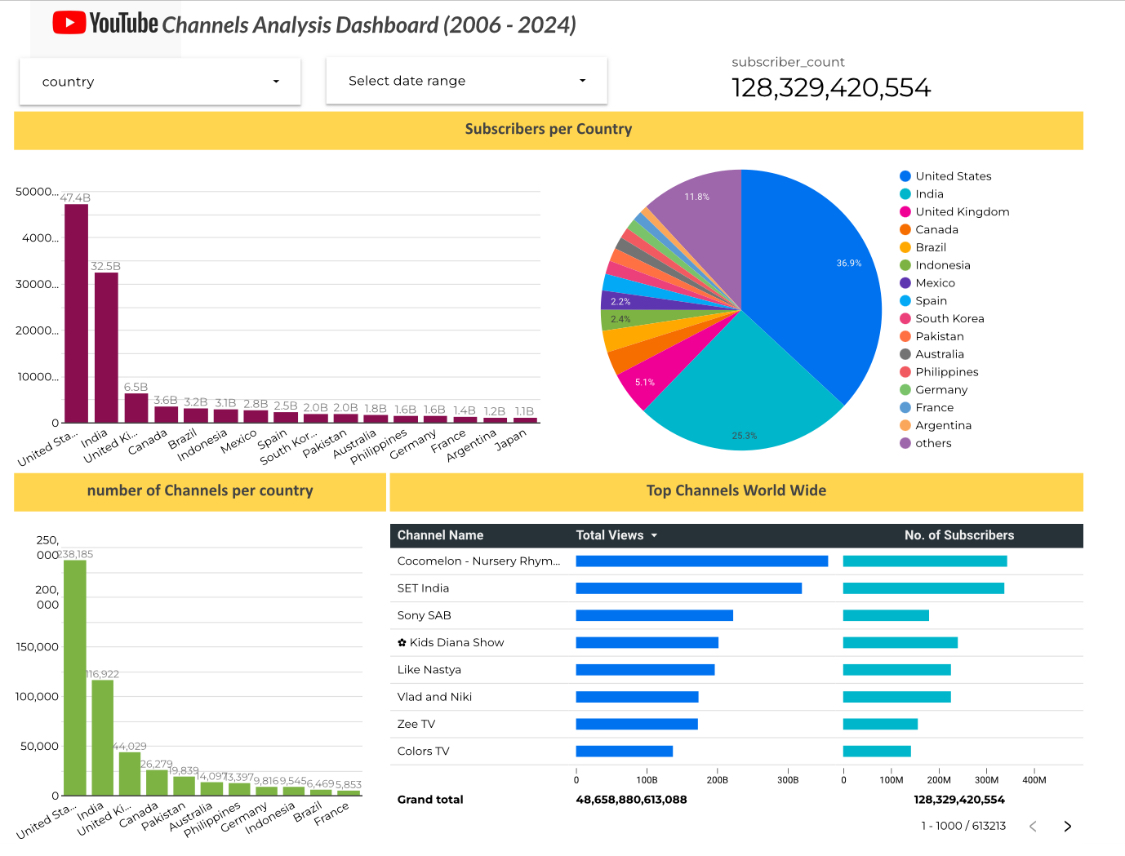 YouTube Channels Analysis Dashboard (2006 - 2024)
country
Select date range
subscriber_count
128,329,420,554
Subscribers per Country
50000...
4000...
30000...
20000...
10000...
0
47.4B
32.5B
6.5B
3.6B
3.2B
3.1B
2.8B
2.5B
2.0B
2.0B
1.8B
1.6B
1.6B
1.4B
1.2B
1.1B
United Sta...
India
United Ki...
Canada
Brazil
Indonesia
Mexico
Spain
South Kor...
Pakistan
Australia
Philippines
Germany
France
Argentina
Japan
11.8%
36.9%
2.2%
2.4%
5.1%
25.3%
United States
India
United Kingdom
Canada
Brazil
Indonesia
Mexico
Spain
South Korea
Pakistan
Australia
Philippines
Germany
France
Argentina
others
number of Channels per country
250,
000
200,
000
150,000
100,000
50,000
0
238,185
116,922
44,029
26,279
19,839
14,097
13,397
9,816
9,545
6,469
5,853
United Sta...
India
United Ki...
Canada
Pakistan
Australia
Philippines
Germany
Indonesia
Brazil
France
Top Channels World Wide
Channel Name Total Views No. of Subscribers
Cocomelon - Nursery Rhym...
SET India
Sony SAB
✿ Kids Diana Show
Like Nastya
Vlad and Niki
Zee TV
Colors TV
0 100B 200B 300B 0 100M 200M 300M 400M
Grand total 48,658,880,613,088 128,329,420,554
1 - 1000 / 613213